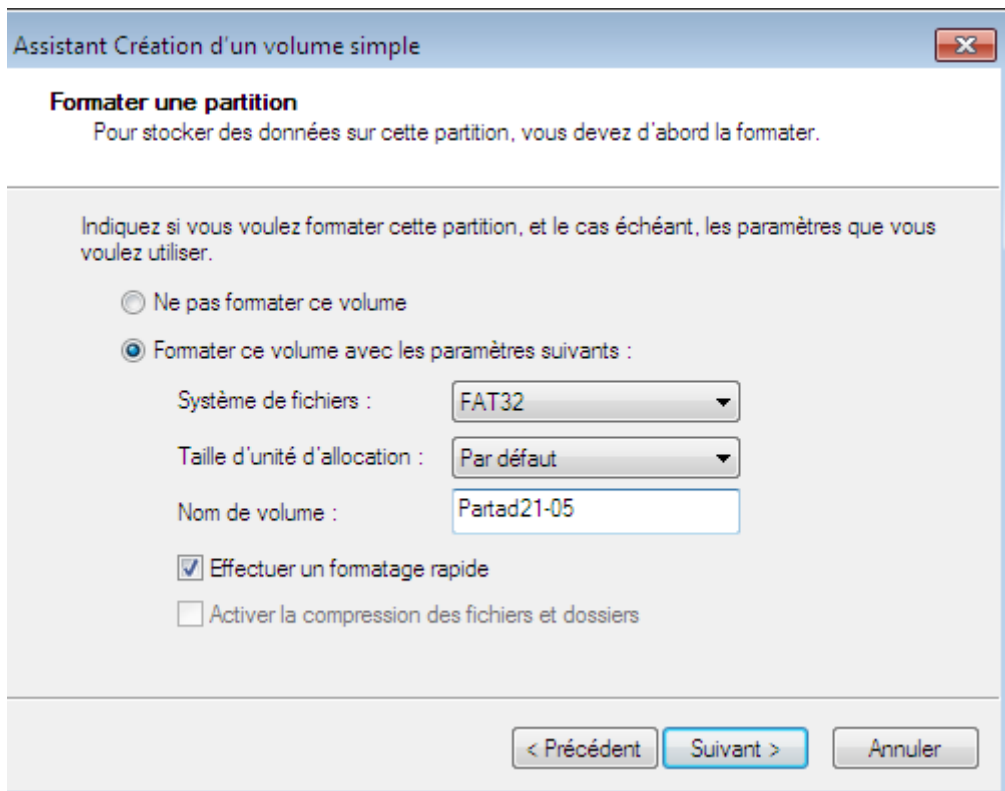 Assistant Création d'un volume simple
Formater une partition
Pour stocker des données sur cette partition, vous devez d'abord la formater.
Indiquez si vous voulez formater cette partition, et le cas échéant, les paramètres que vous
voulez utiliser.
Ne pas formater ce volume
Formater ce volume avec les paramètres suivants :
Système de fichiers : FAT32
Taille d'unité d'allocation : Par défaut
Nom de volume : Partad21-05
Effectuer un formatage rapide
Activer la compression des fichiers et dossiers
< Précédent Suivant > Annuler